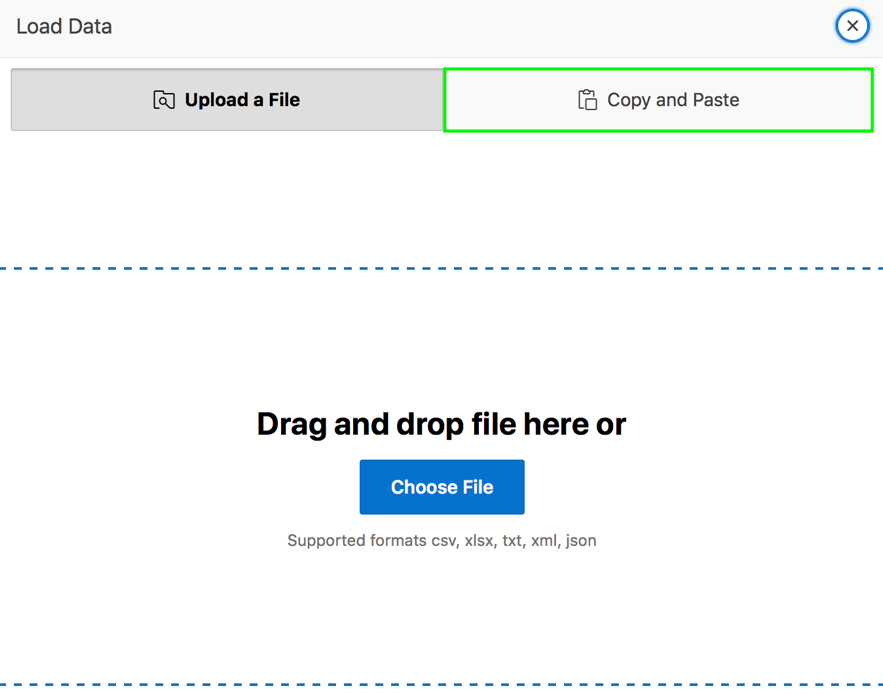 Load Data
Upload a File
Copy and Paste
Drag and drop file here or
Choose File
Supported formats csv, xlsx, txt, xml, json